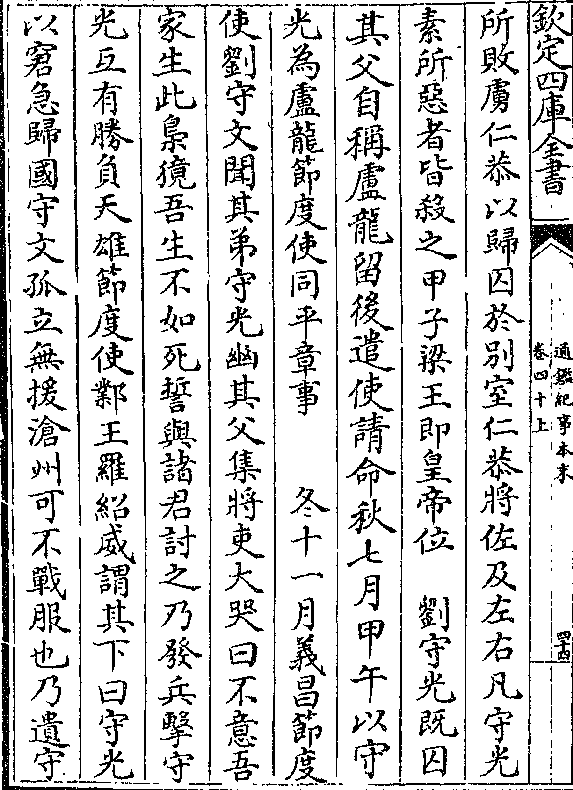 欽定四庫全書
通鑑紀事本末
卷四十上
四十四
所敗虜仁恭以歸囚於别室仁恭將佐及左右凡守光
素所惡者皆殺之甲子梁王即皇帝位　劉守光既囚
其父自稱盧龍留後遣使請命秋七月甲午以守
光為盧龍節度使同平章事　冬十一月義昌節度
使劉守文聞其弟守光幽其父集將吏大哭曰不意吾
家生此梟獍吾生不如死誓與諸君討之乃發兵擊守
光互有勝負天雄節度使鄴王羅紹威謂其下曰守光
以窘急歸國守文孤立無援滄州可不戰服也乃遺守